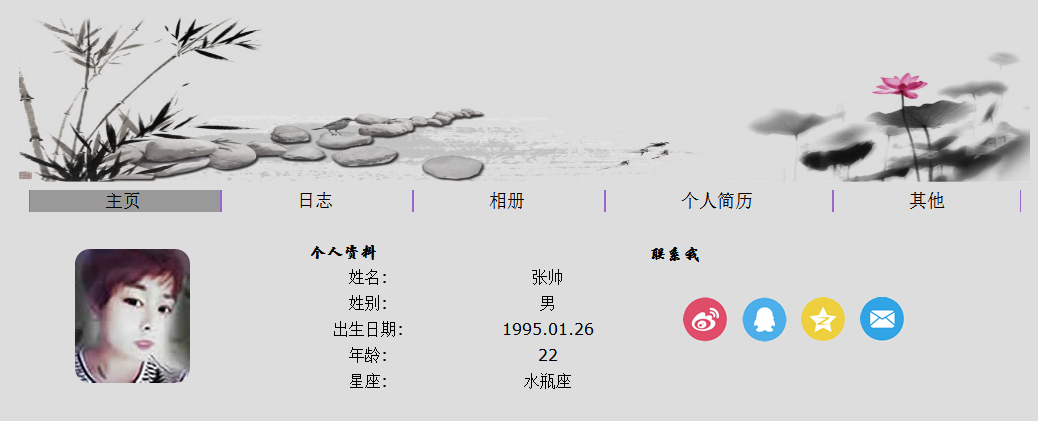 主页 日志 相册 个人简历 其他
个人资料
联系我
姓名： 张帅
姓别： 男
出生日期： 1995.01.26
年龄： 22
星座： 水瓶座